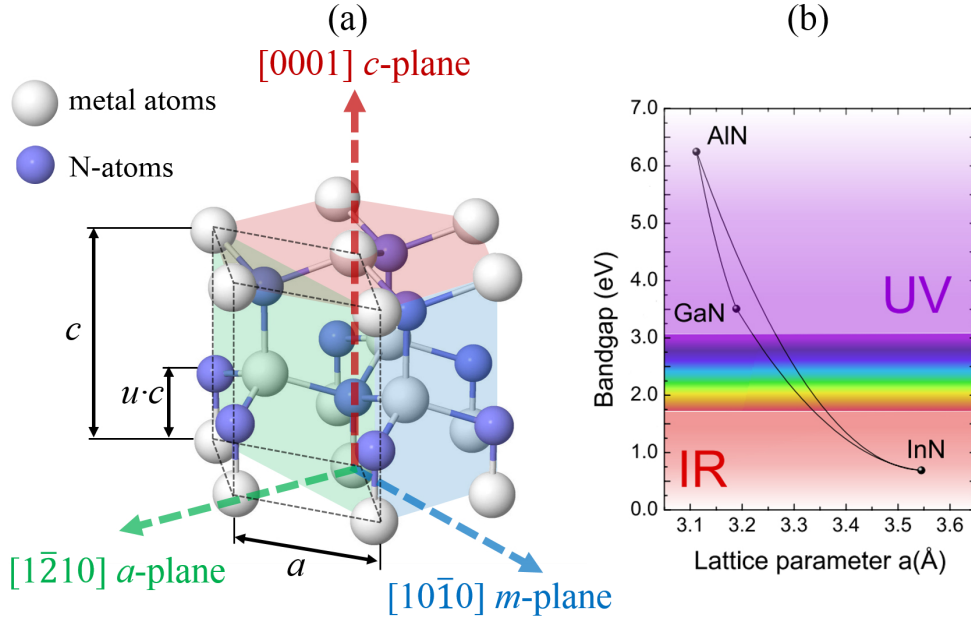 (a)
[0001] c-plane
metal atoms
N-atoms
c
u·c
a
[1̅210] a-plane
[101̅0] m-plane
(b)
7.0
6.0
5.0
4.0
3.0
2.0
1.0
0.0
Bandgap (eV)
AlN
GaN
UV
InN
IR
3.1 3.2 3.3 3.4 3.5 3.6
Lattice parameter a(Å)